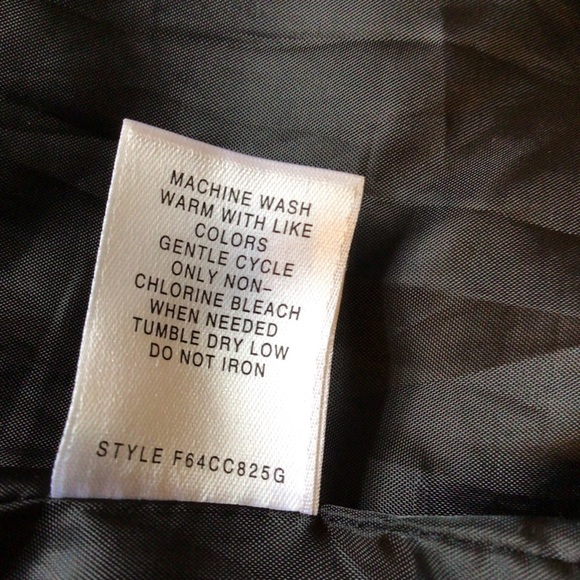 MACHINE WASH
WARM WITH LIKE
COLORS
GENTLE CYCLE
ONLY NON-
CHLORINE BLEACH
WHEN NEEDED
TUMBLE DRY LOW
DO NOT IRON
STYLE F64CC825G